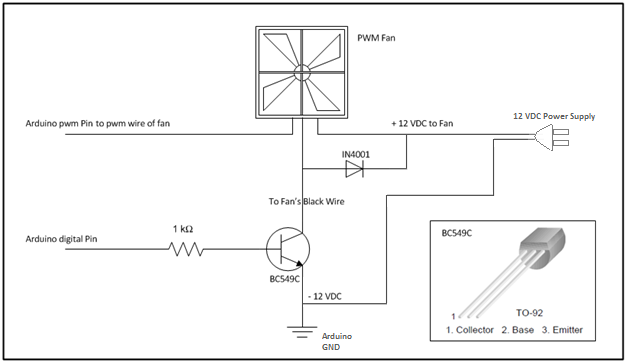 PWM Fan
Arduino pwm Pin to pwm wire of fan
+ 12 VDC to Fan
12 VDC Power Supply
IN4001
To Fan's Black Wire
1 kΩ
Arduino digital Pin
BC549C
- 12 VDC
Arduino
GND
BC549C
1
TO-92
1. Collector 2. Base 3. Emitter